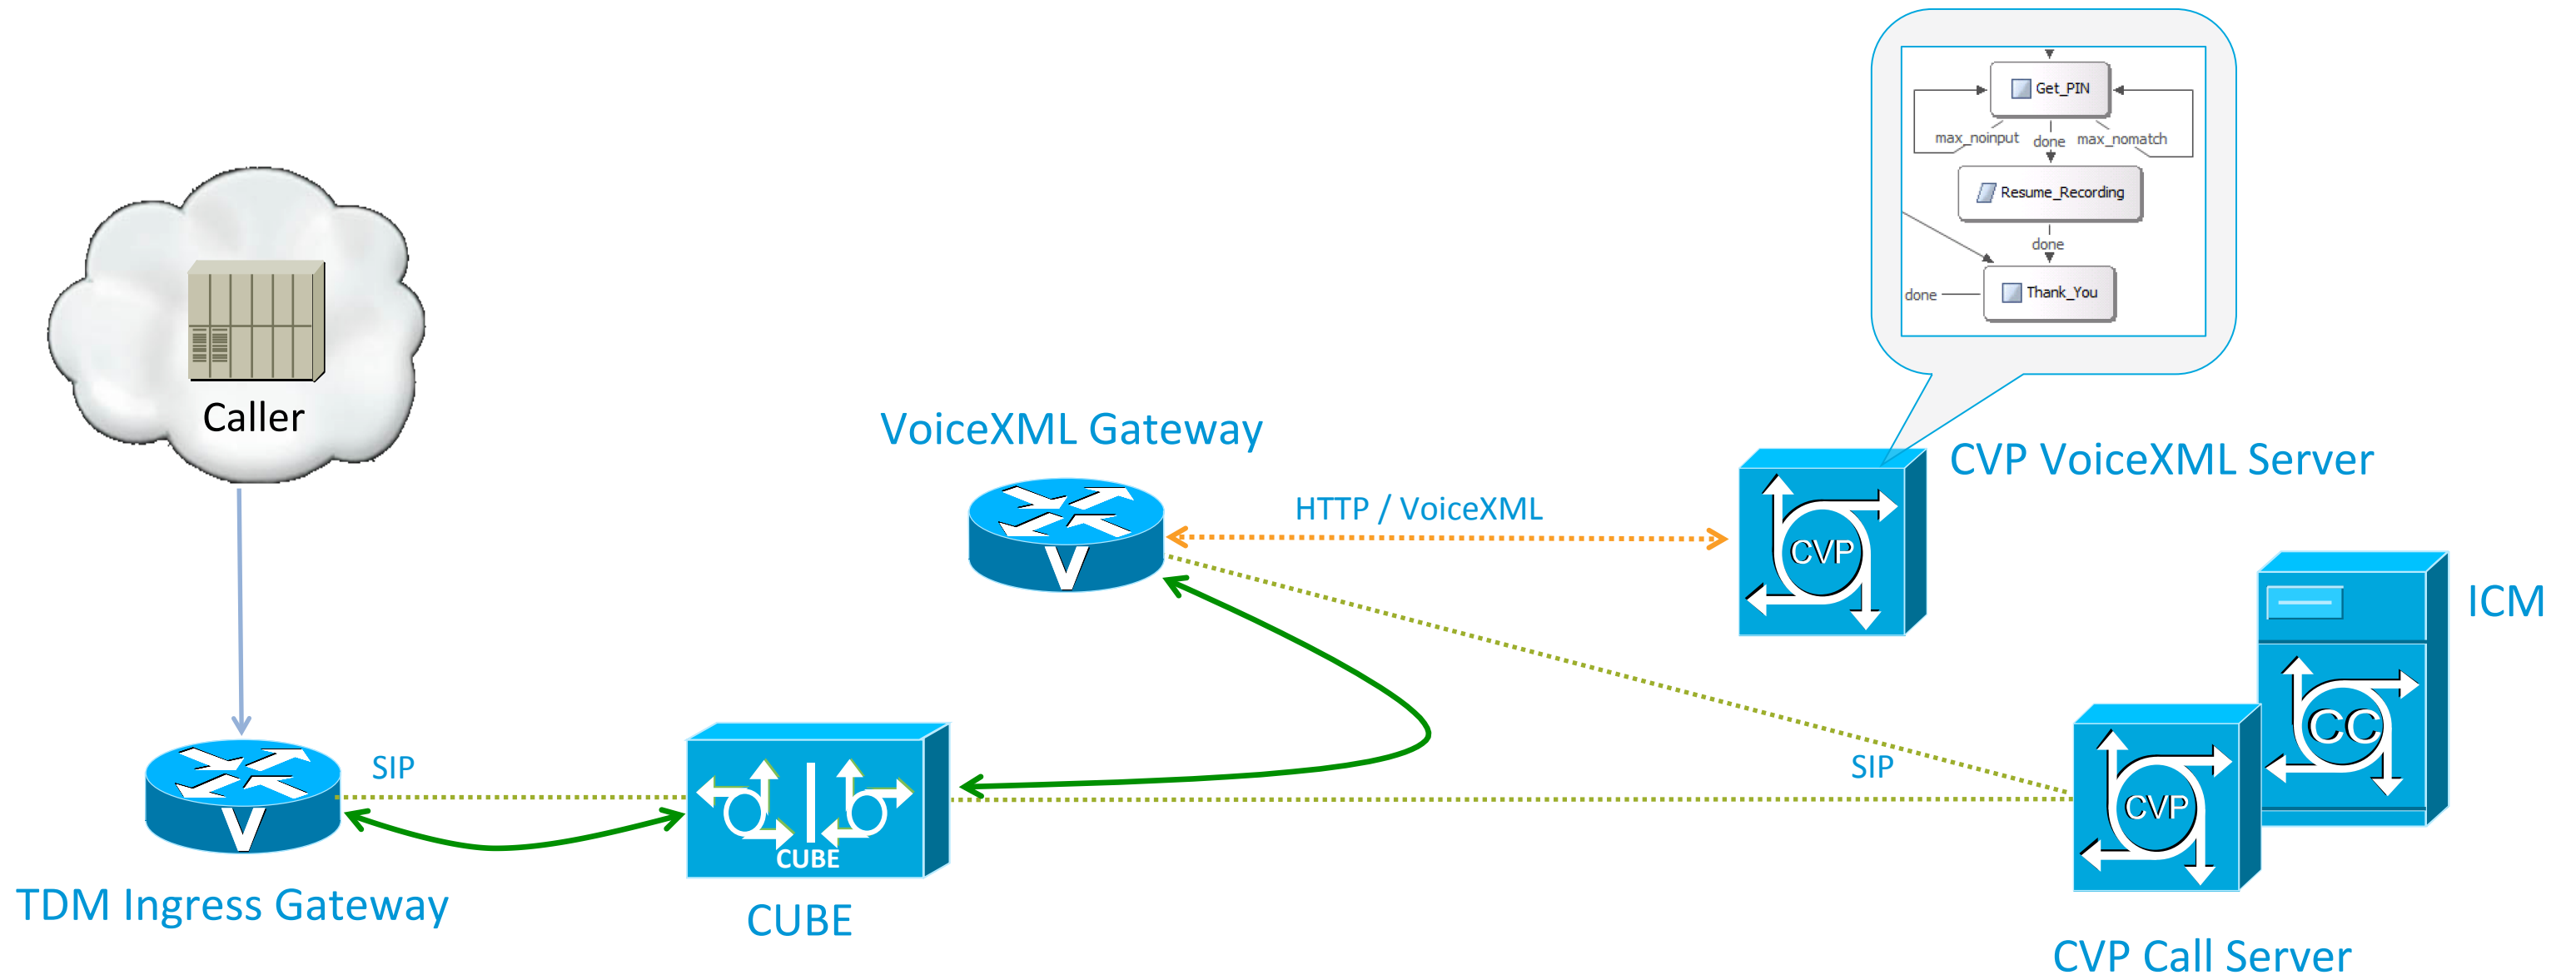 Get_PIN
max_noinput
done
max_nomatch
Resume_Recording
done
done
Thank_You
Caller
VoiceXML Gateway
CVP VoiceXML Server
HTTP / VoiceXML
V
CVP
ICM
CC
SIP
SIP
CVP
V
CUBE
TDM Ingress Gateway
CUBE
CVP Call Server